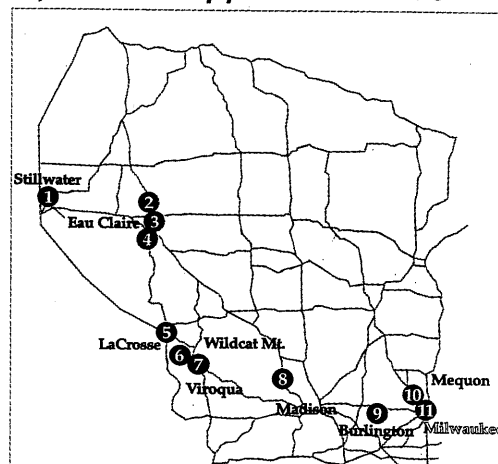 Stillwater
1
2
Eau Claire
3
4
5
LaCrosse
Wildcat Mt.
6
7
Viroqua
8
Mequon
10
Madison
9
11
Burlington
Milwaukee